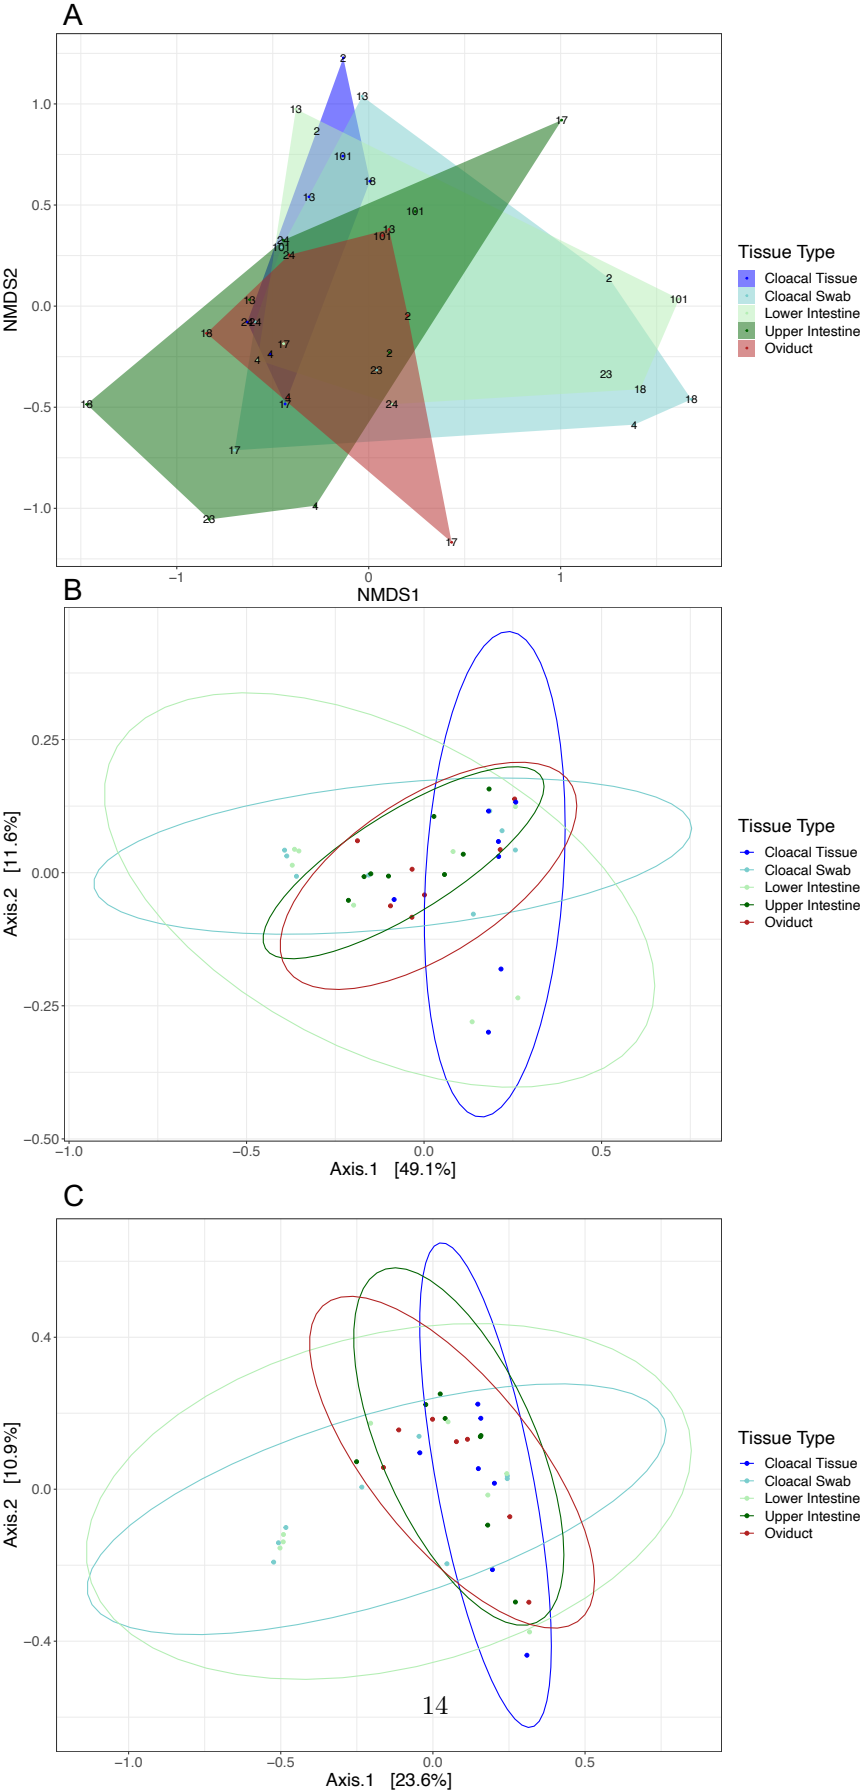 A
2
13
13
2
17
101
18
13
101
13
101
24
101
24
2
101
13
2
24
18
17
2
4
4
23
23
18
18
4
17
24
18
4
17
4
23
17
1.0
0.5
0.0
−0.5
−1.0
NMDS2
−1
0
1
NMDS1
Tissue Type
Cloacal Tissue
Cloacal Swab
Lower Intestine
Upper Intestine
Oviduct
B
0.25
0.00
−0.25
−0.50
Axis.2 [11.6%]
−1.0
−0.5
0.0
0.5
Axis.1 [49.1%]
Tissue Type
Cloacal Tissue
Cloacal Swab
Lower Intestine
Upper Intestine
Oviduct
C
0.4
0.0
−0.4
Axis.2 [10.9%]
14
−1.0
−0.5
0.0
0.5
Axis.1 [23.6%]
Tissue Type
Cloacal Tissue
Cloacal Swab
Lower Intestine
Upper Intestine
Oviduct